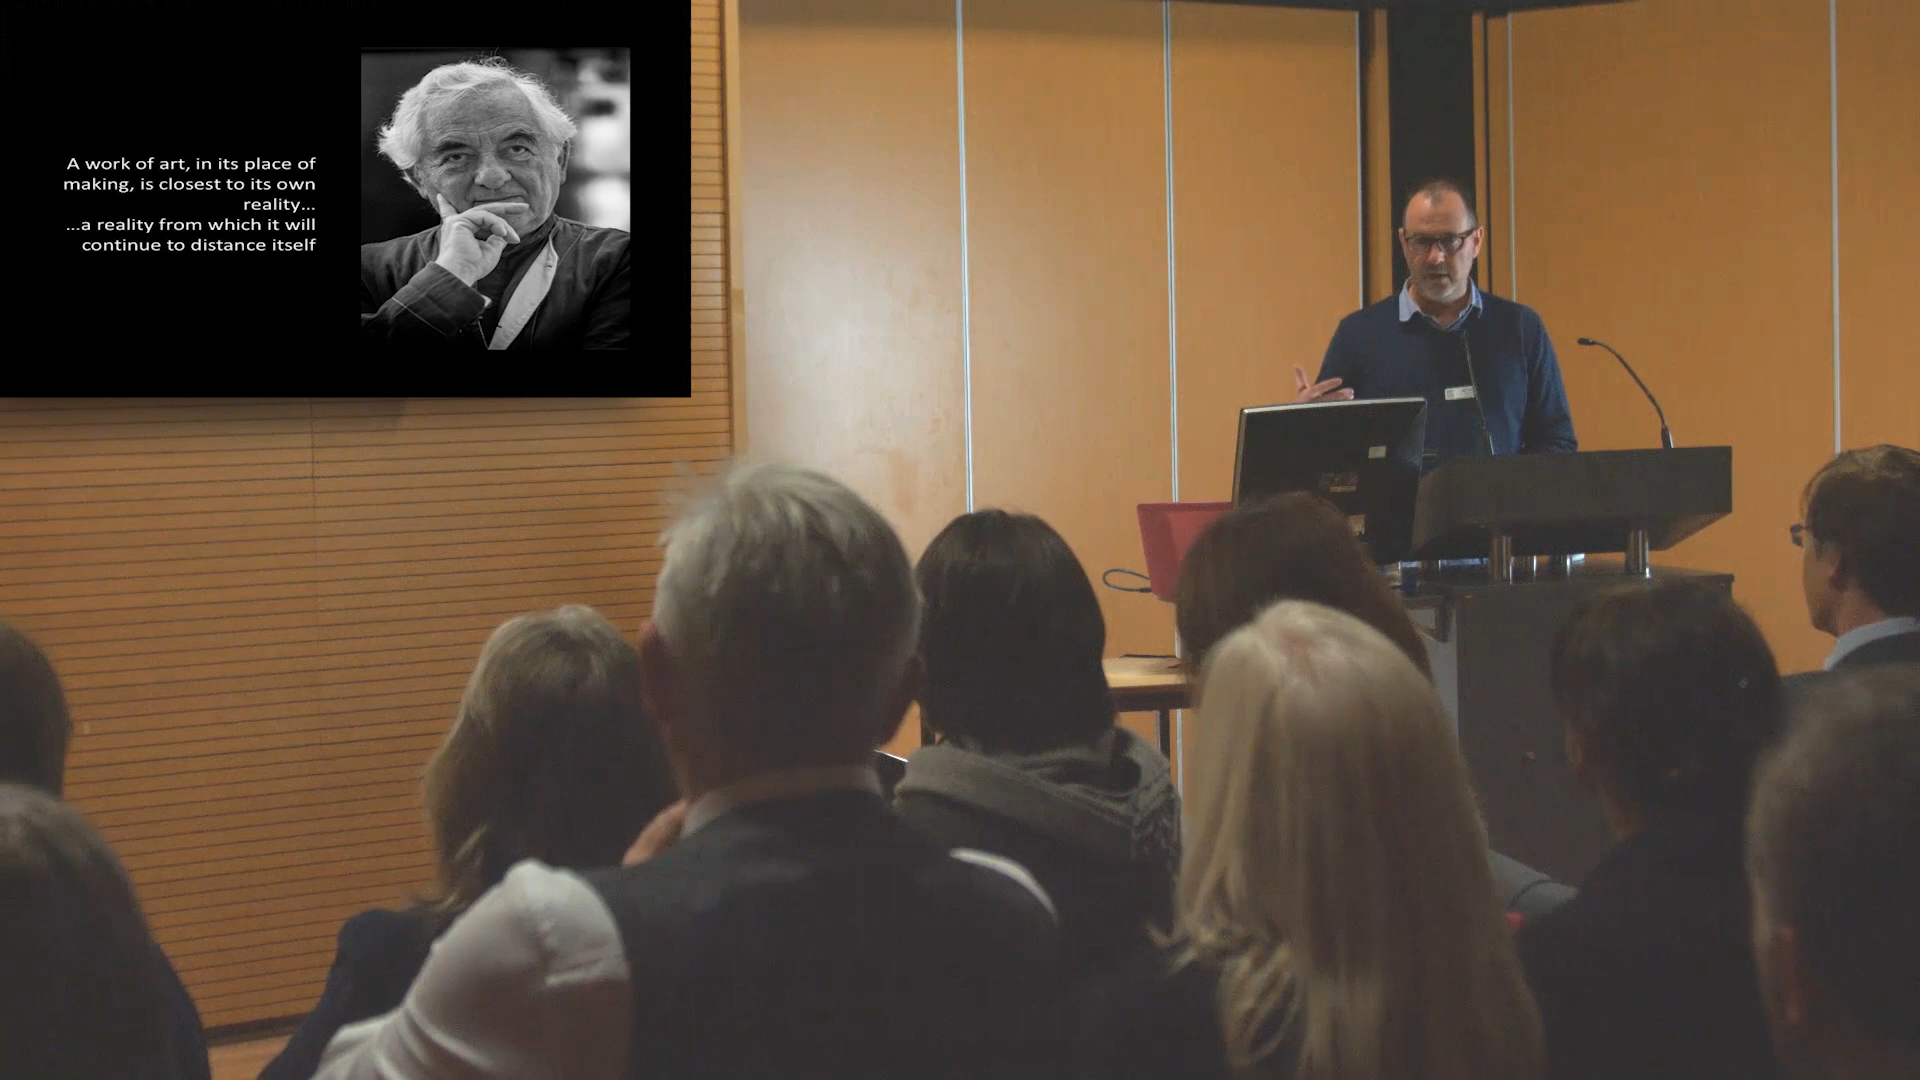 A work of art, in its place of
making, is closest to its own
reality...
...a reality from which it will
continue to distance itself